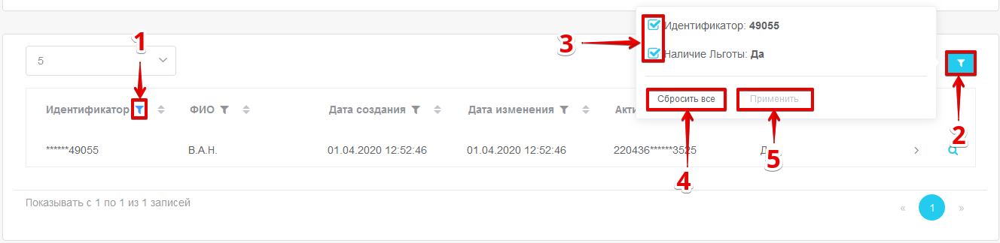 Идентификатор: 49055
1
3
Наличие Льготы: Да
5
Сбросить все
Применить
Идентификатор
ФИО
Дата создания
Дата изменения
2
******49055
В.А.Н.
01.04.2020 12:52:46
01.04.2020 12:52:46
220436******3525
5
4
Показывать с 1 по 1 из 1 записей
«
1
»